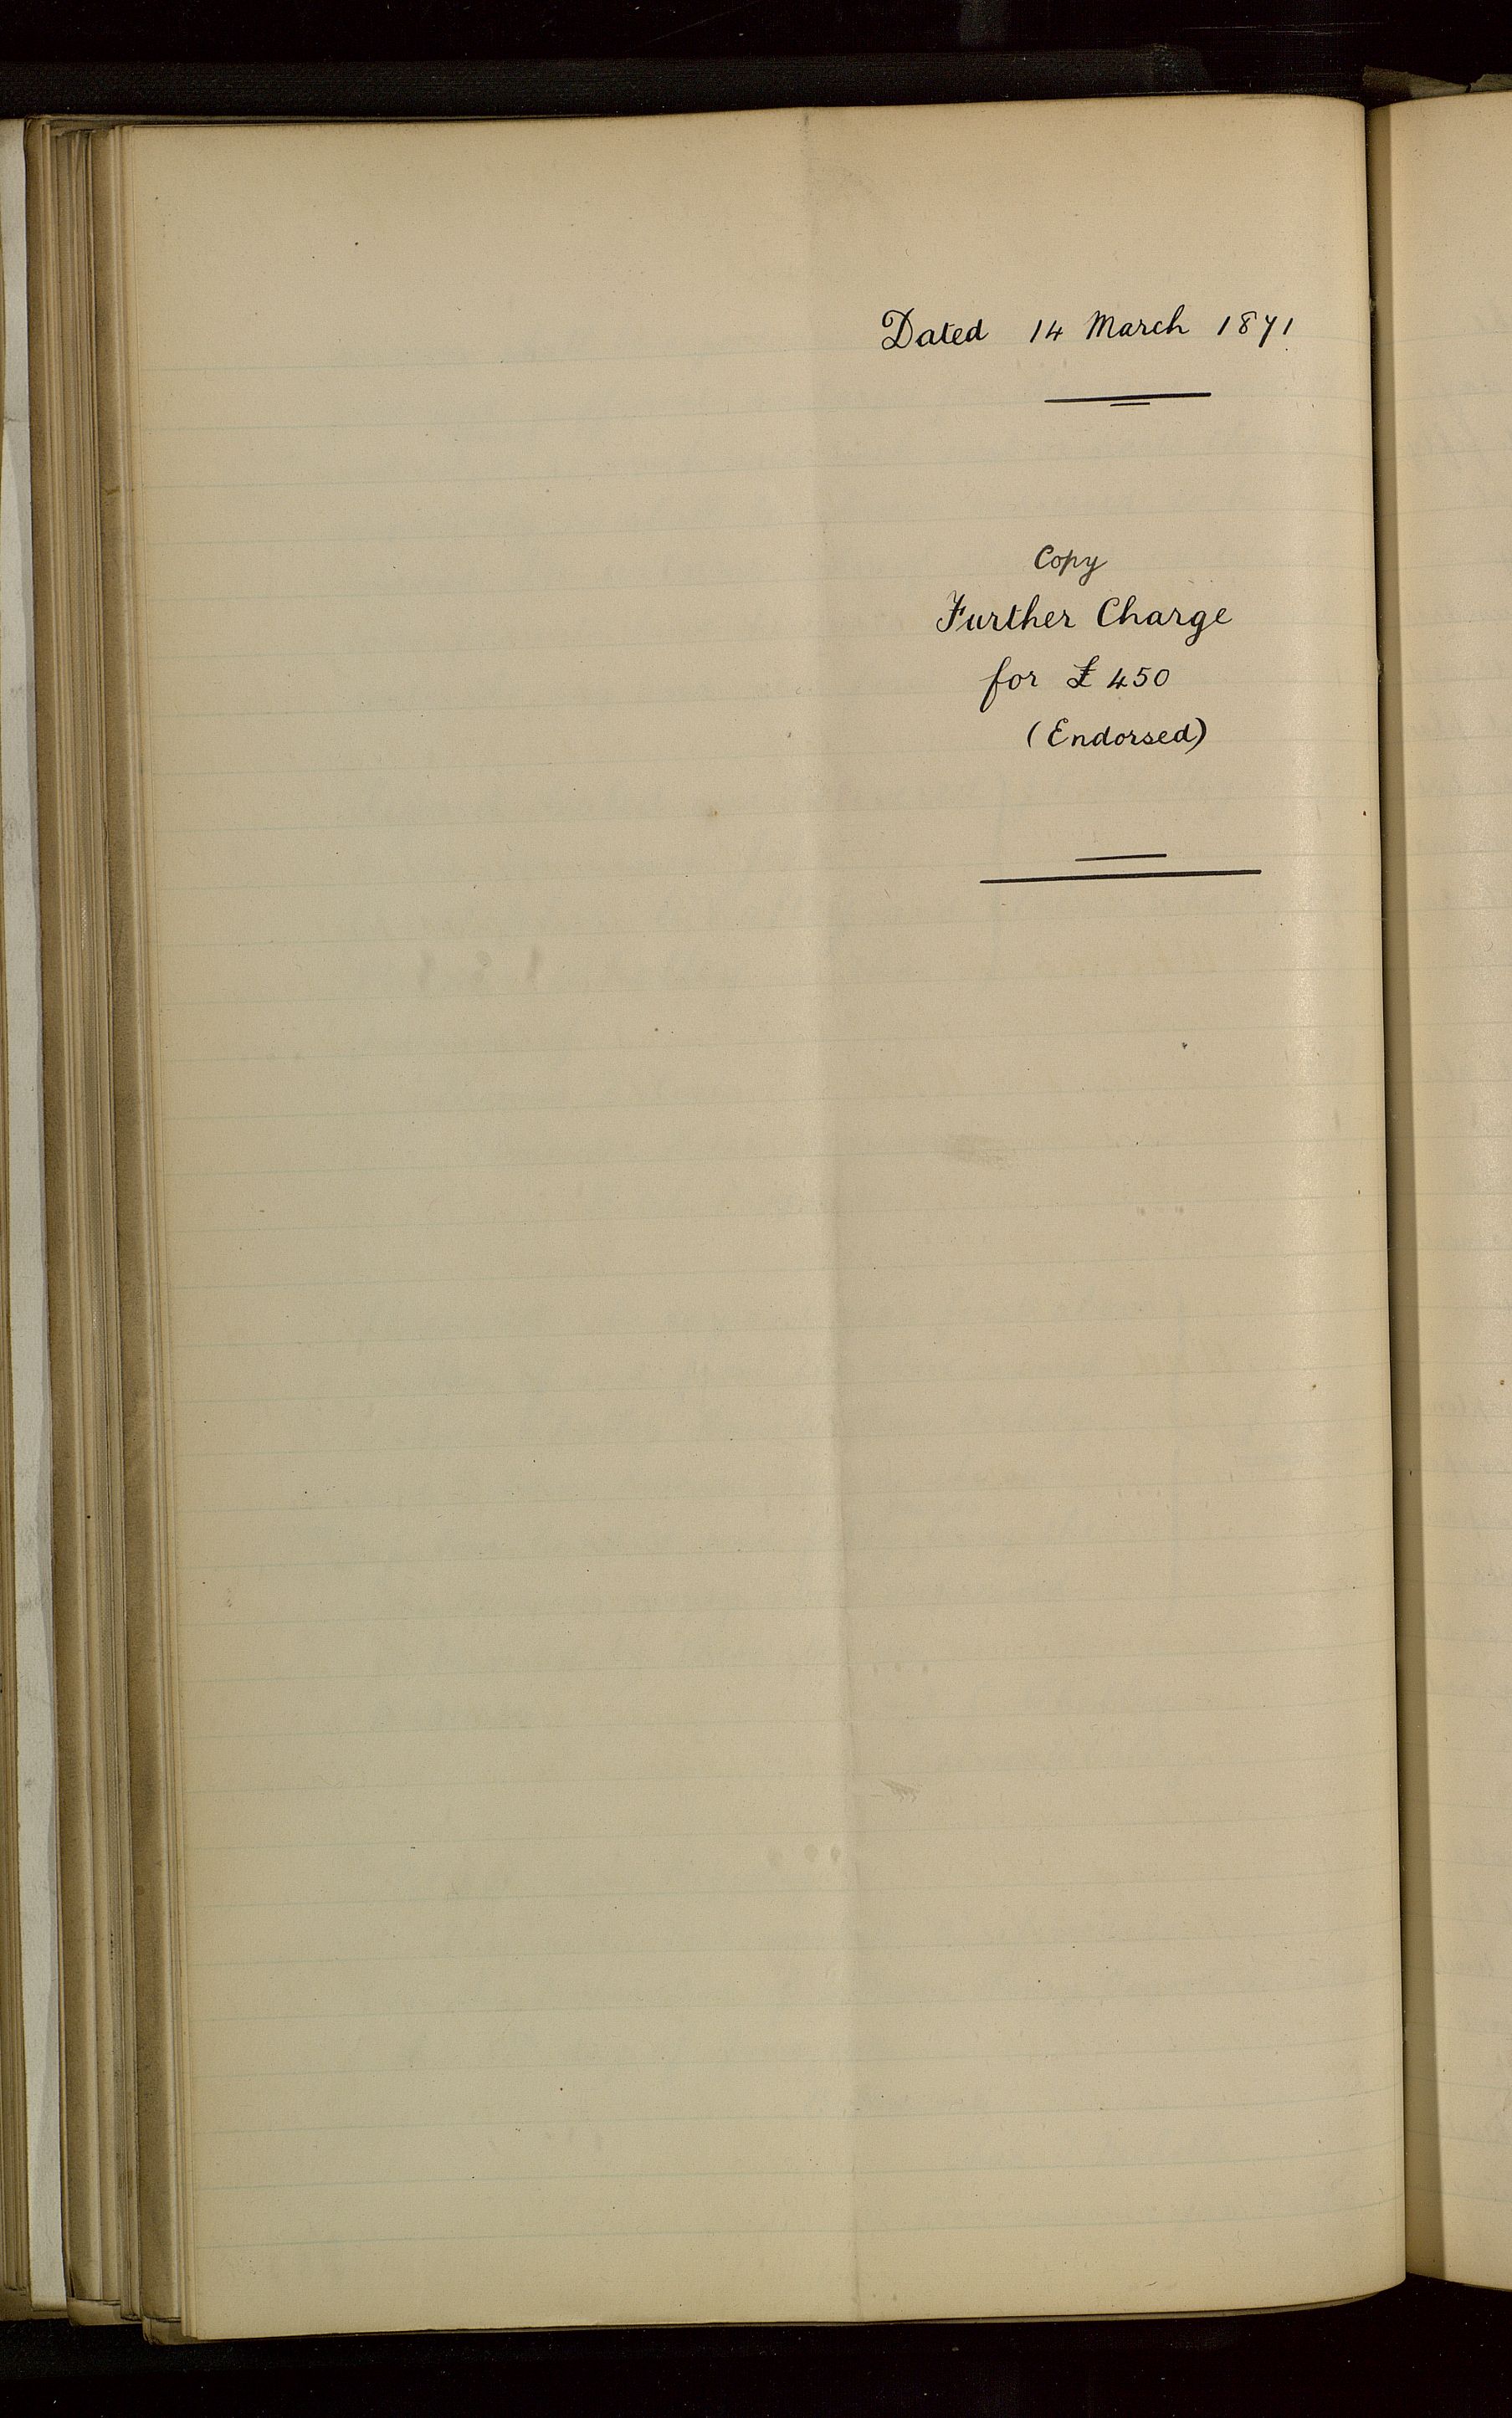 Dated 14 March 1871
Copy
Further Charge
for £450
(Endorsed)